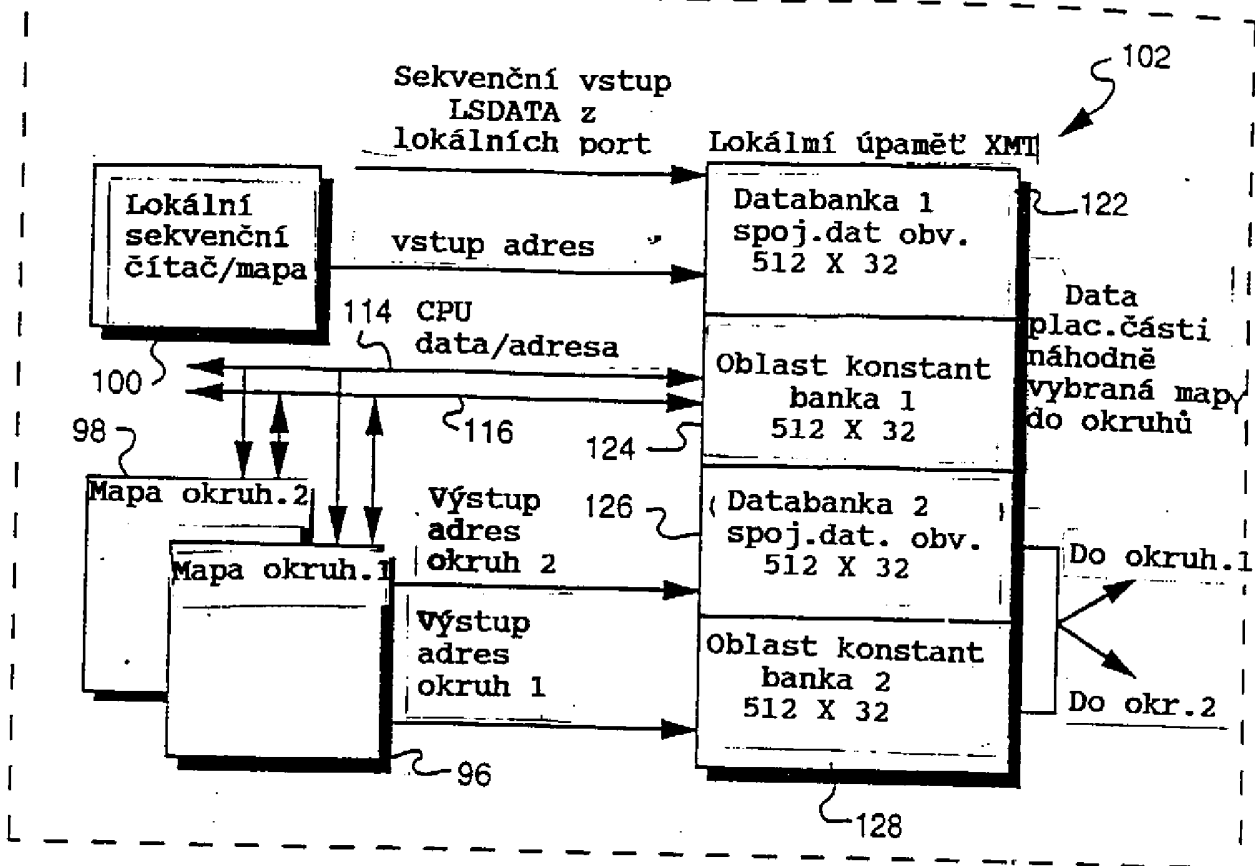 102
Sekvenční vstup
LSDATA z
lokálních port
Lokálmí úpaměť XMT
Lokální
sekvenční
čítač/mapa
vstup adres
Databanka 1
spoj.dat obv.
512 X 32
122
114 CPU
data/adresa
100
116
Oblast konstant
banka 1
512 X 32
124
Data
plac.části
náhodně
vybraná mapy
do okruhů
98
Mapa okruh.2
Mapa okruh.1
Výstup
adres
okruh 2
126
Databanka 2
spoj.dat. obv.
512 X 32
Do okruh.1
Výstup
adres
okruh 1
Oblast konstant
banka 2
512 X 32
Do okr.2
96
128